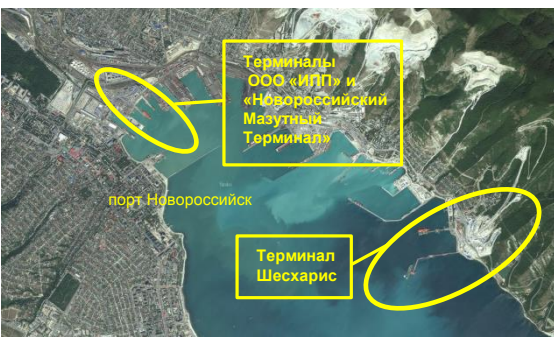 Терминалы
ООО «ИПП» и
«Новороссийский
Мазутный
Терминал»
порт Новороссийск
Терминал
Шесхарис